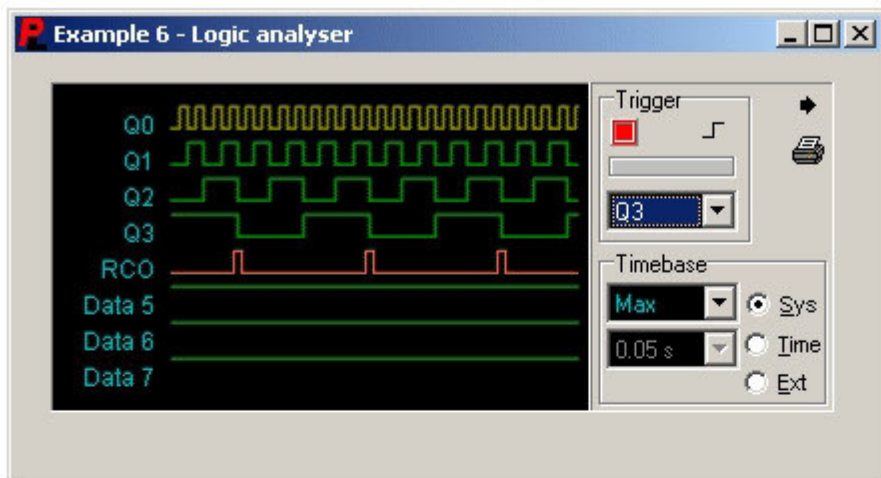 Example 6 - Logic analyser
Q0
Q1
Q2
Q3
RCO
Data 5
Data 6
Data 7
Trigger
Q3
Timebase
Max
Sys
0.05 s
Time
Ext